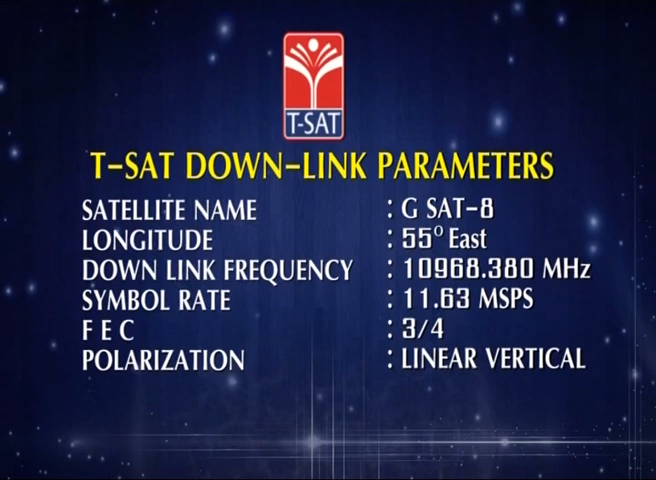 T-SAT
T-SAT DOWN-LINK PARAMETERS
SATELLITE NAME : G SAT-8
LONGITUDE : 55° East
DOWN LINK FREQUENCY : 10968.380 MHz
SYMBOL RATE : 11.63 MSPS
F E C : 3/4
POLARIZATION : LINEAR VERTICAL